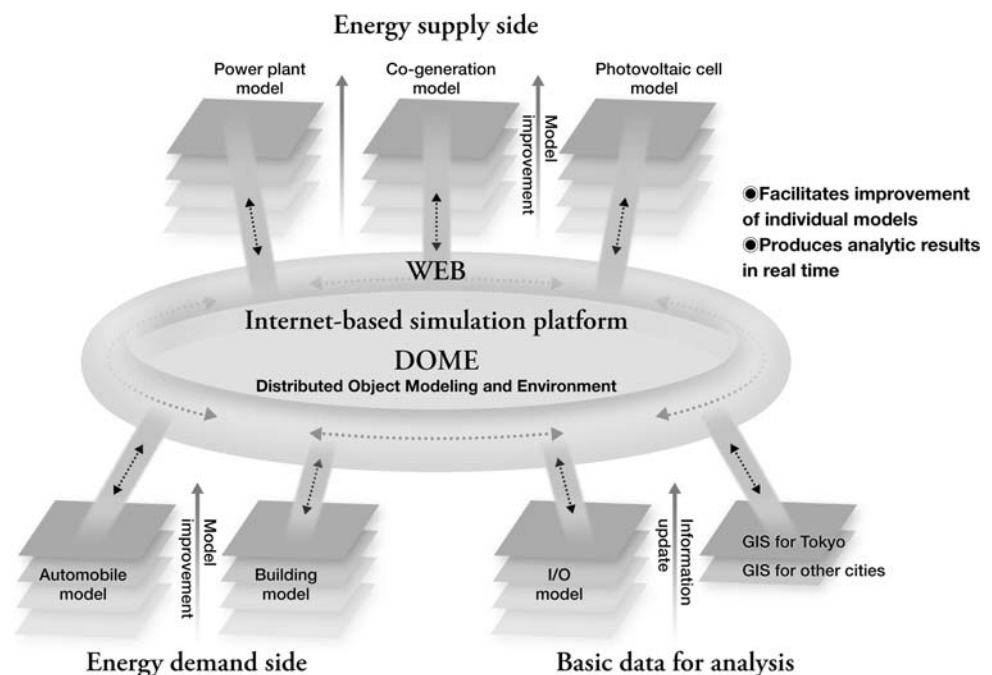 Energy supply side
Power plant
model
Co-generation
model
Photovoltaic cell
model
Model
improvement
◉Facilitates improvement
of individual models
◉Produces analytic results
in real time
WEB
Internet-based simulation platform
DOME
Distributed Object Modeling and Environment
Automobile
model
Model
improvement
Building
model
I/O
model
Information
update
GIS for Tokyo
GIS for other cities
Energy demand side
Basic data for analysis